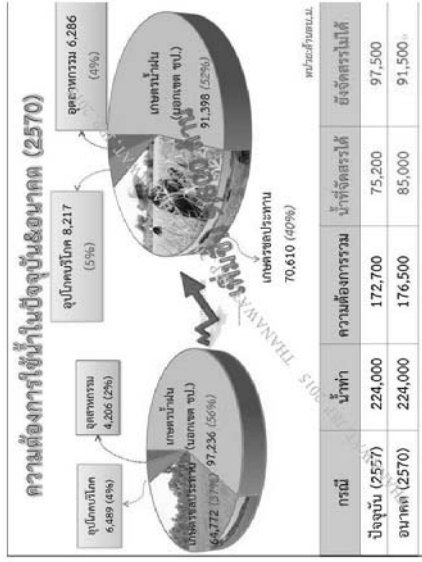 ความต้องการใช้น้ำในปัจจุบัน&อนาคต (2570)
อุปโภคบริโภค
6,489 (4%)
อุตสาหกรรม
4,206 (2%)
เกษตรชลประทาน
64,772 (37%)
เกษตรน้ำฝน
(นอกเขต ชป.)
97,236 (56%)
อุปโภคบริโภค 8,217
(5%)
อุตสาหกรรม 6,286
(4%)
เกษตรน้ำฝน
(นอกเขต ชป.)
91,398 (52%)
เกษตรชลประทาน
70,610 (40%)
หน่วย:ล้านลบ.ม.
กรณี น้ำท่า ความต้องการรวม น้ำที่จัดสรรได้ ยังจัดสรรไม่ได้
ปัจจุบัน (2557) 224,000 172,700 75,200 97,500
อนาคต (2570) 224,000 176,500 85,000 91,500
THANAWAT
2015